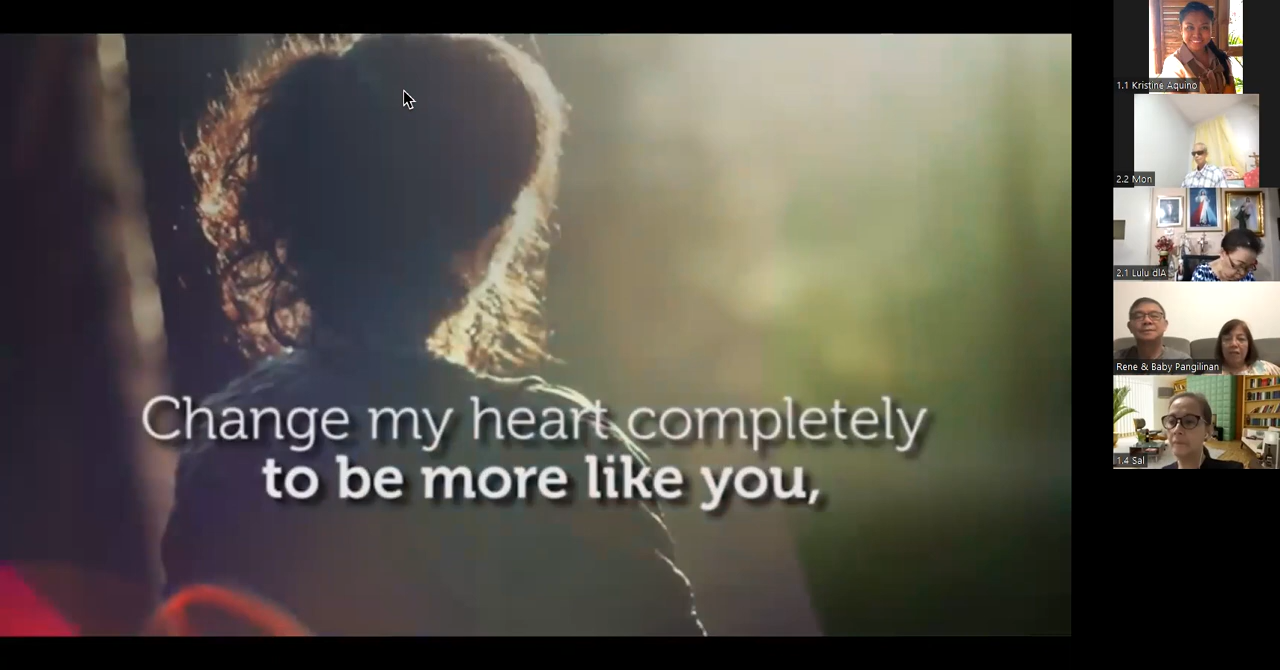 Change my heart completely
to be more like you,
1.1 Kristine Aquino
2.2 Mon
2.1 Lulu dlA
Rene & Baby Pangilinan
1.4 Sal